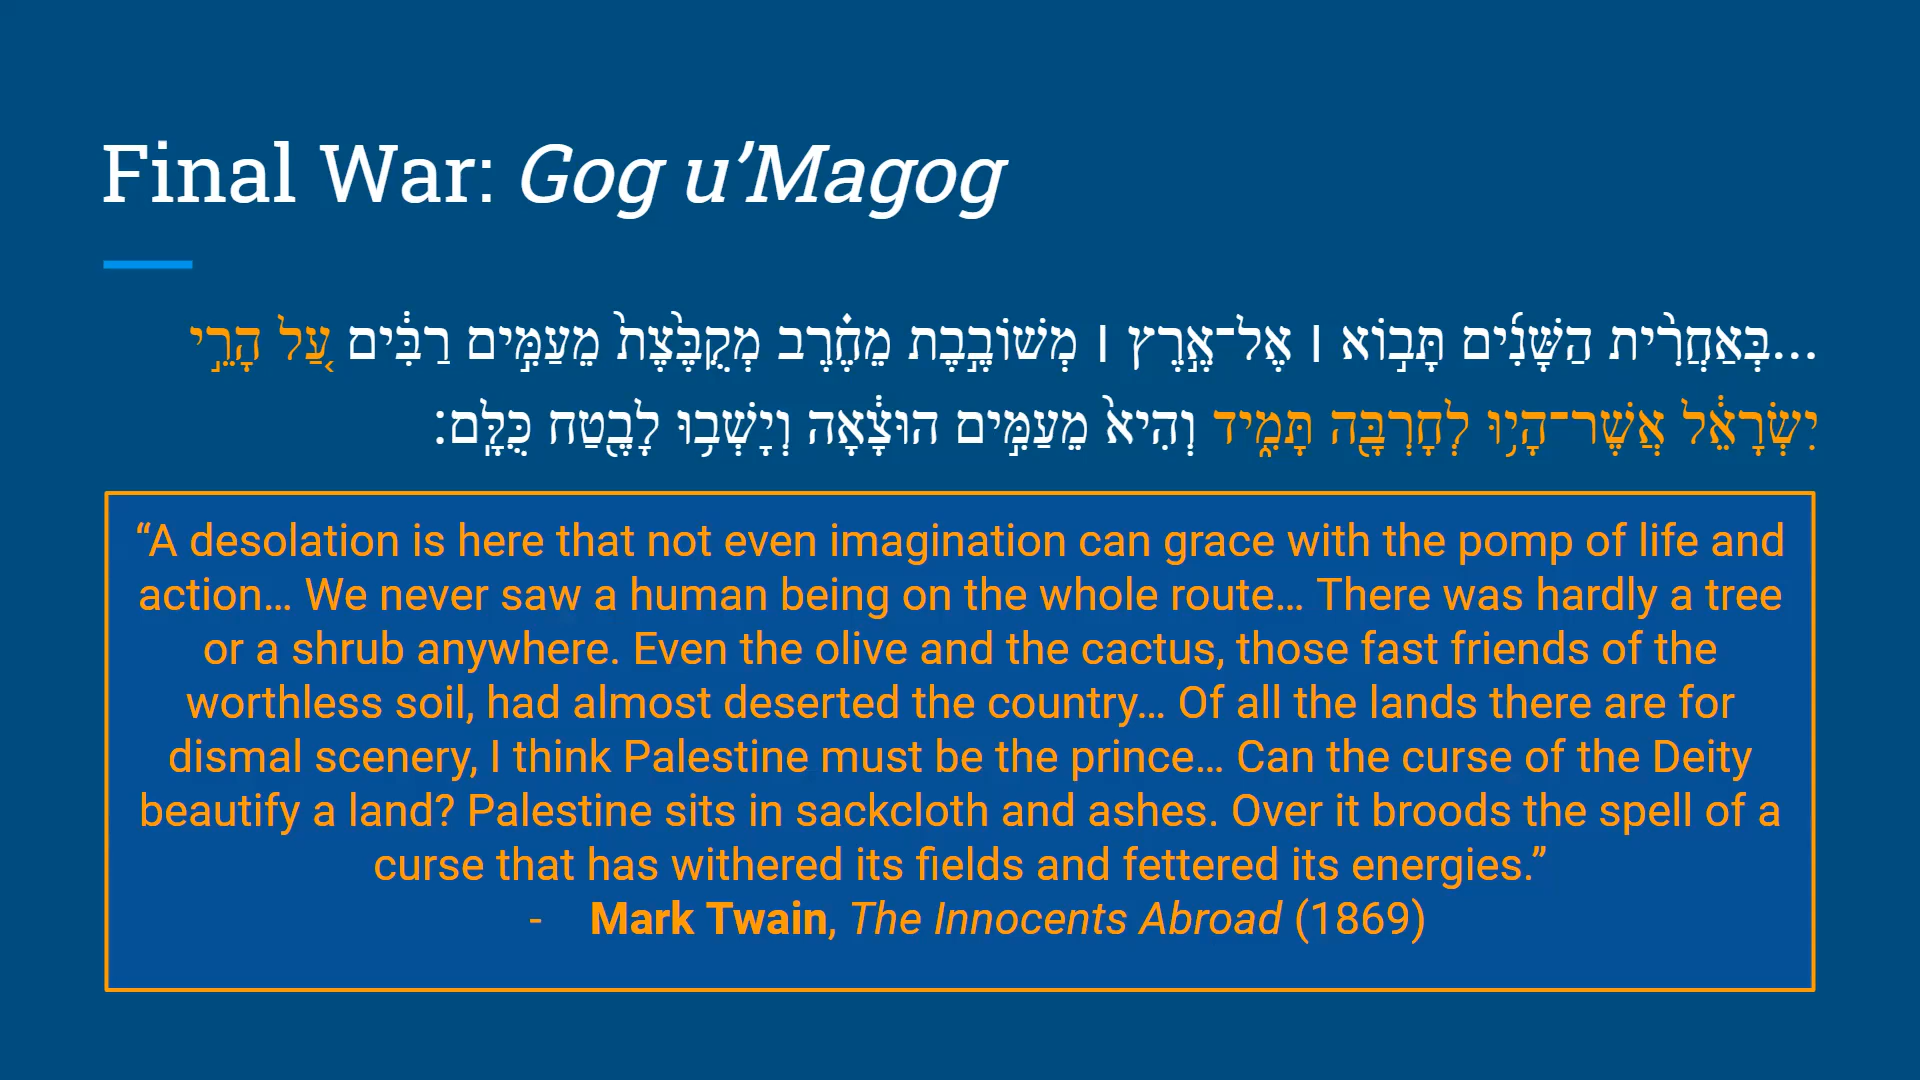 Final War: Gog u’Magog
...בְּאַחֲרִ֨ית הַשָּׁנִ֜ים תָּב֣וֹא ׀ אֶל־אֶ֣רֶץ ׀ מְשׁוֹבֶ֣בֶת מֵחֶ֗רֶב מְקֻבֶּ֙צֶת֙ מֵעַמִּ֣ים רַבִּ֔ים עַ֚ל הָרֵ֣י
יִשְׂרָאֵ֔ל אֲשֶׁר־הָי֥וּ לְחׇרְבָּ֖ה תָּמִ֑יד וְהִיא֙ מֵעַמִּ֣ים הוּצָ֔אָה וְיָשְׁב֥וּ לָבֶ֖טַח כֻּלָּֽם׃
“A desolation is here that not even imagination can grace with the pomp of life and
action… We never saw a human being on the whole route… There was hardly a tree
or a shrub anywhere. Even the olive and the cactus, those fast friends of the
worthless soil, had almost deserted the country… Of all the lands there are for
dismal scenery, I think Palestine must be the prince… Can the curse of the Deity
beautify a land? Palestine sits in sackcloth and ashes. Over it broods the spell of a
curse that has withered its fields and fettered its energies.”
- Mark Twain, The Innocents Abroad (1869)